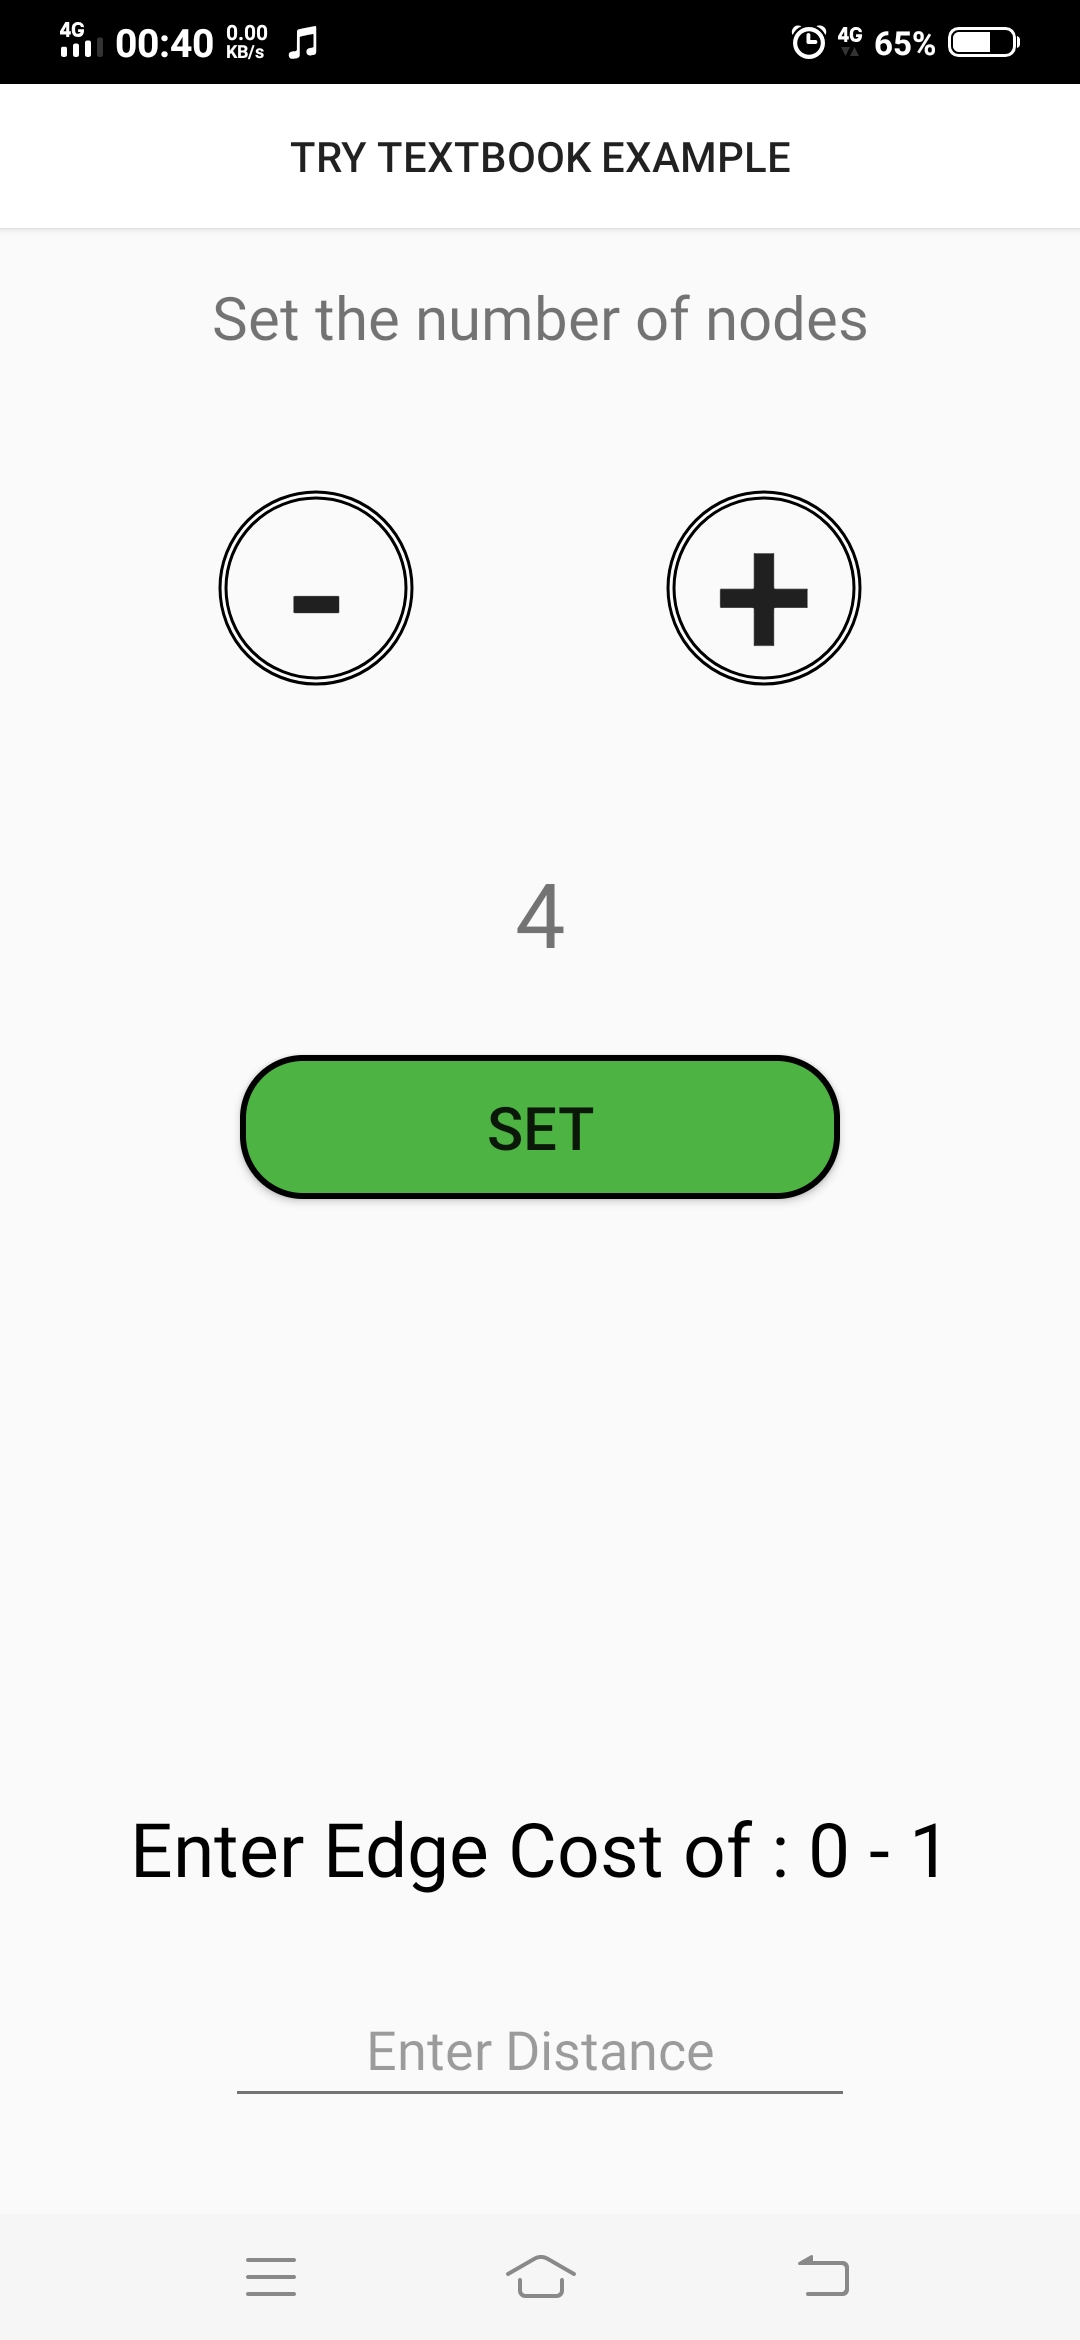 4G 00:40 0.00 KB/s 4G 65%
TRY TEXTBOOK EXAMPLE
Set the number of nodes
- +
4
SET
Enter Edge Cost of : 0 - 1
Enter Distance